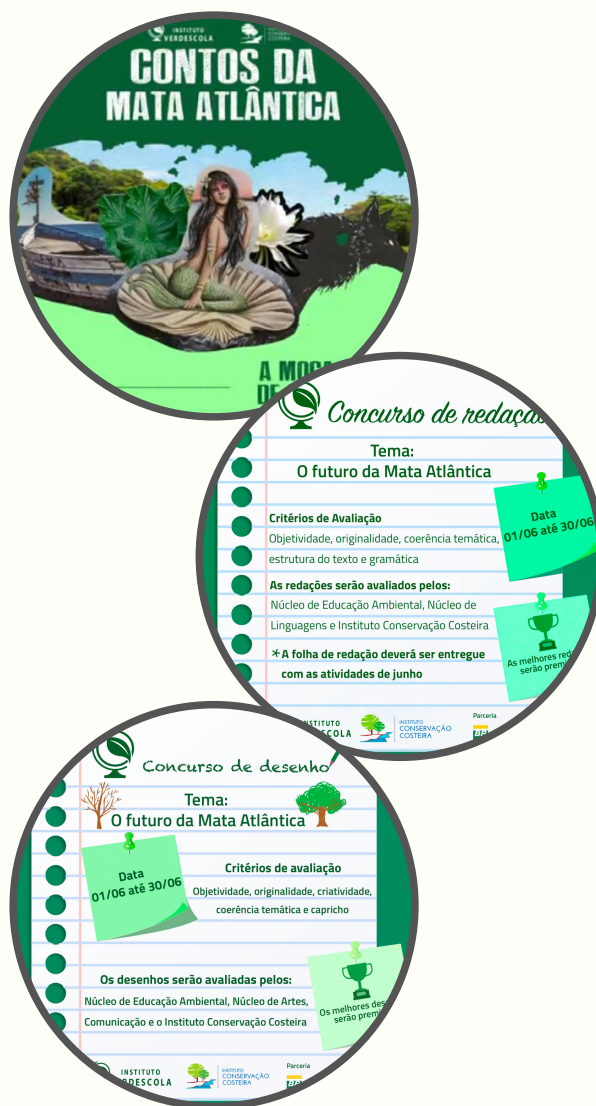 INSTITUTO
VERDESCOLA
CONSERVAÇÃO
COSTEIRA
CONTOS DA
MATA ATLÂNTICA
A MOÇA
DE
Concurso de redação
Tema:
O futuro da Mata Atlântica
Data
01/06 até 30/06
Critérios de Avaliação
Objetividade, originalidade, coerência temática,
estrutura do texto e gramática
As redações serão avaliados pelos:
Núcleo de Educação Ambiental, Núcleo de
Linguagens e Instituto Conservação Costeira
*A folha de redação deverá ser entregue
com as atividades de junho
As melhores red
serão premi
INSTITUTO
COLA
INSTITUTO
CONSERVAÇÃO
COSTEIRA
Parceria
Concurso de desenho
Tema:
O futuro da Mata Atlântica
Data
01/06 até 30/06
Critérios de avaliação
Objetividade, originalidade, criatividade,
coerência temática e capricho
Os desenhos serão avaliadas pelos:
Núcleo de Educação Ambiental, Núcleo de Artes,
Comunicação e o Instituto Conservação Costeira
Os melhores des
serão premi
INSTITUTO
RDESCOLA
INSTITUTO
CONSERVAÇÃO
COSTEIRA
Parceria